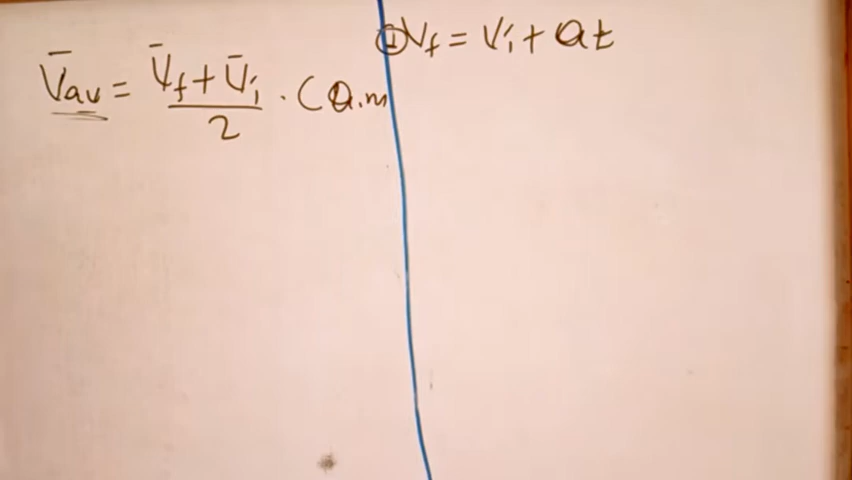 V̄av = (V̄f + V̄i)/2 . (a.m
① Vf = Vi + at